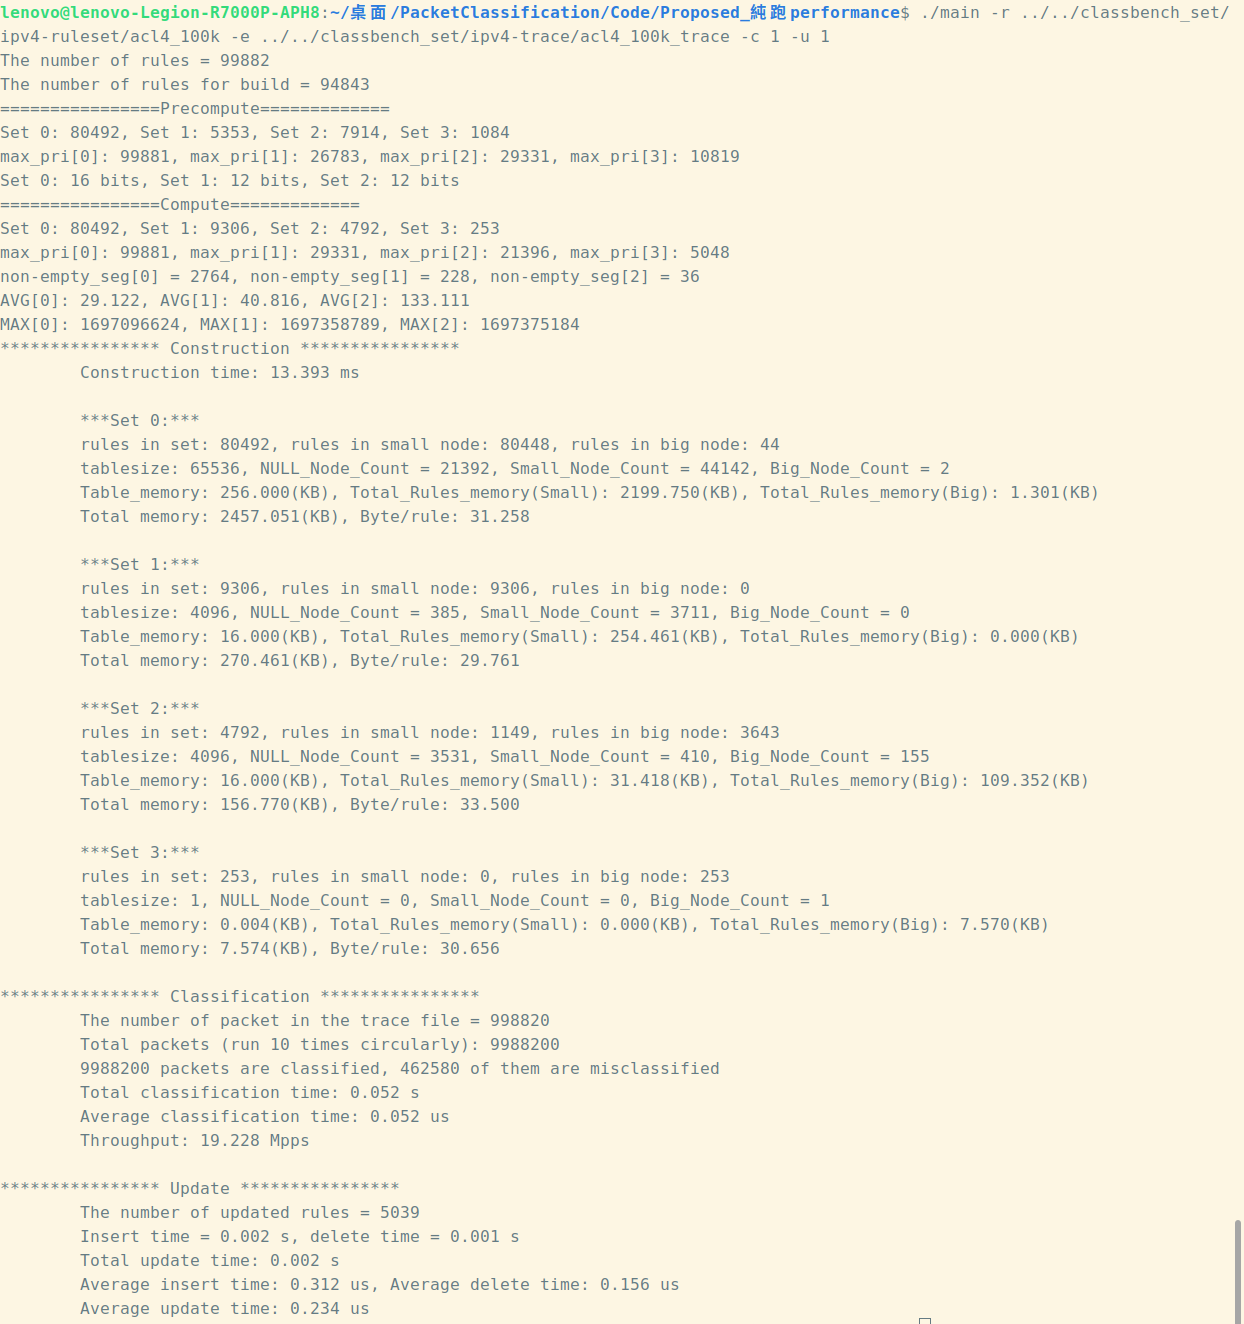 lenovo@lenovo-Legion-R7000P-APH8:~/桌面/PacketClassification/Code/Proposed_純跑performance$ ./main -r ../../classbench_set/
ipv4-ruleset/acl4_100k -e ../../classbench_set/ipv4-trace/acl4_100k_trace -c 1 -u 1
The number of rules = 99882
The number of rules for build = 94843
================Precompute=============
Set 0: 80492, Set 1: 5353, Set 2: 7914, Set 3: 1084
max_pri[0]: 99881, max_pri[1]: 26783, max_pri[2]: 29331, max_pri[3]: 10819
Set 0: 16 bits, Set 1: 12 bits, Set 2: 12 bits
================Compute=============
Set 0: 80492, Set 1: 9306, Set 2: 4792, Set 3: 253
max_pri[0]: 99881, max_pri[1]: 29331, max_pri[2]: 21396, max_pri[3]: 5048
non-empty_seg[0] = 2764, non-empty_seg[1] = 228, non-empty_seg[2] = 36
AVG[0]: 29.122, AVG[1]: 40.816, AVG[2]: 133.111
MAX[0]: 1697096624, MAX[1]: 1697358789, MAX[2]: 1697375184
**************** Construction ****************
Construction time: 13.393 ms
***Set 0:***
rules in set: 80492, rules in small node: 80448, rules in big node: 44
tablesize: 65536, NULL_Node_Count = 21392, Small_Node_Count = 44142, Big_Node_Count = 2
Table_memory: 256.000(KB), Total_Rules_memory(Small): 2199.750(KB), Total_Rules_memory(Big): 1.301(KB)
Total memory: 2457.051(KB), Byte/rule: 31.258
***Set 1:***
rules in set: 9306, rules in small node: 9306, rules in big node: 0
tablesize: 4096, NULL_Node_Count = 385, Small_Node_Count = 3711, Big_Node_Count = 0
Table_memory: 16.000(KB), Total_Rules_memory(Small): 254.461(KB), Total_Rules_memory(Big): 0.000(KB)
Total memory: 270.461(KB), Byte/rule: 29.761
***Set 2:***
rules in set: 4792, rules in small node: 1149, rules in big node: 3643
tablesize: 4096, NULL_Node_Count = 3531, Small_Node_Count = 410, Big_Node_Count = 155
Table_memory: 16.000(KB), Total_Rules_memory(Small): 31.418(KB), Total_Rules_memory(Big): 109.352(KB)
Total memory: 156.770(KB), Byte/rule: 33.500
***Set 3:***
rules in set: 253, rules in small node: 0, rules in big node: 253
tablesize: 1, NULL_Node_Count = 0, Small_Node_Count = 0, Big_Node_Count = 1
Table_memory: 0.004(KB), Total_Rules_memory(Small): 0.000(KB), Total_Rules_memory(Big): 7.570(KB)
Total memory: 7.574(KB), Byte/rule: 30.656
**************** Classification ****************
The number of packet in the trace file = 998820
Total packets (run 10 times circularly): 9988200
9988200 packets are classified, 462580 of them are misclassified
Total classification time: 0.052 s
Average classification time: 0.052 us
Throughput: 19.228 Mpps
**************** Update ****************
The number of updated rules = 5039
Insert time = 0.002 s, delete time = 0.001 s
Total update time: 0.002 s
Average insert time: 0.312 us, Average delete time: 0.156 us
Average update time: 0.234 us